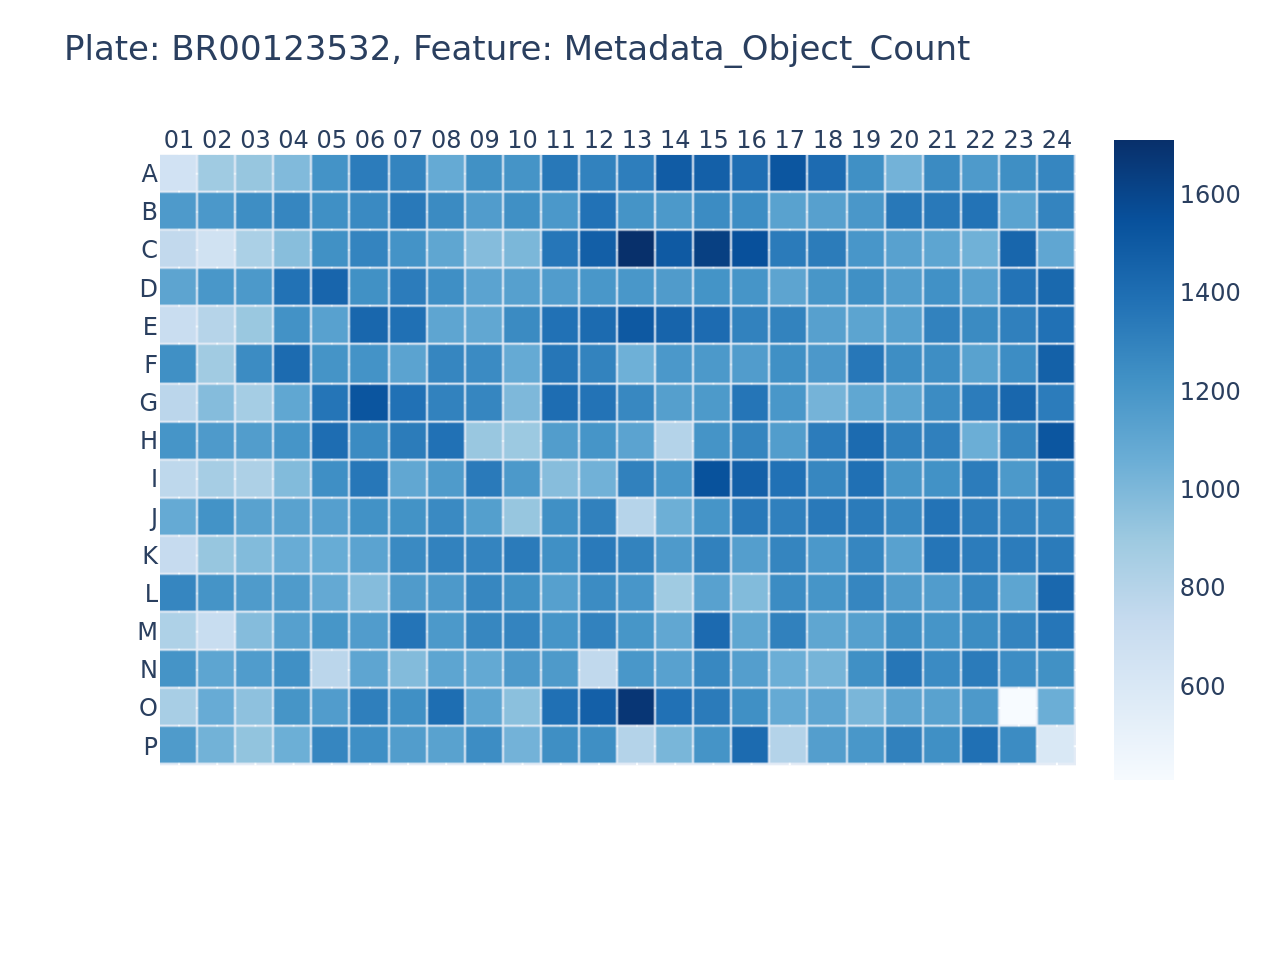 Plate: BR00123532, Feature: Metadata_Object_Count
01 02 03 04 05 06 07 08 09 10 11 12 13 14 15 16 17 18 19 20 21 22 23 24
A
B
C
D
E
F
G
H
I
J
K
L
M
N
O
P
1600
1400
1200
1000
800
600